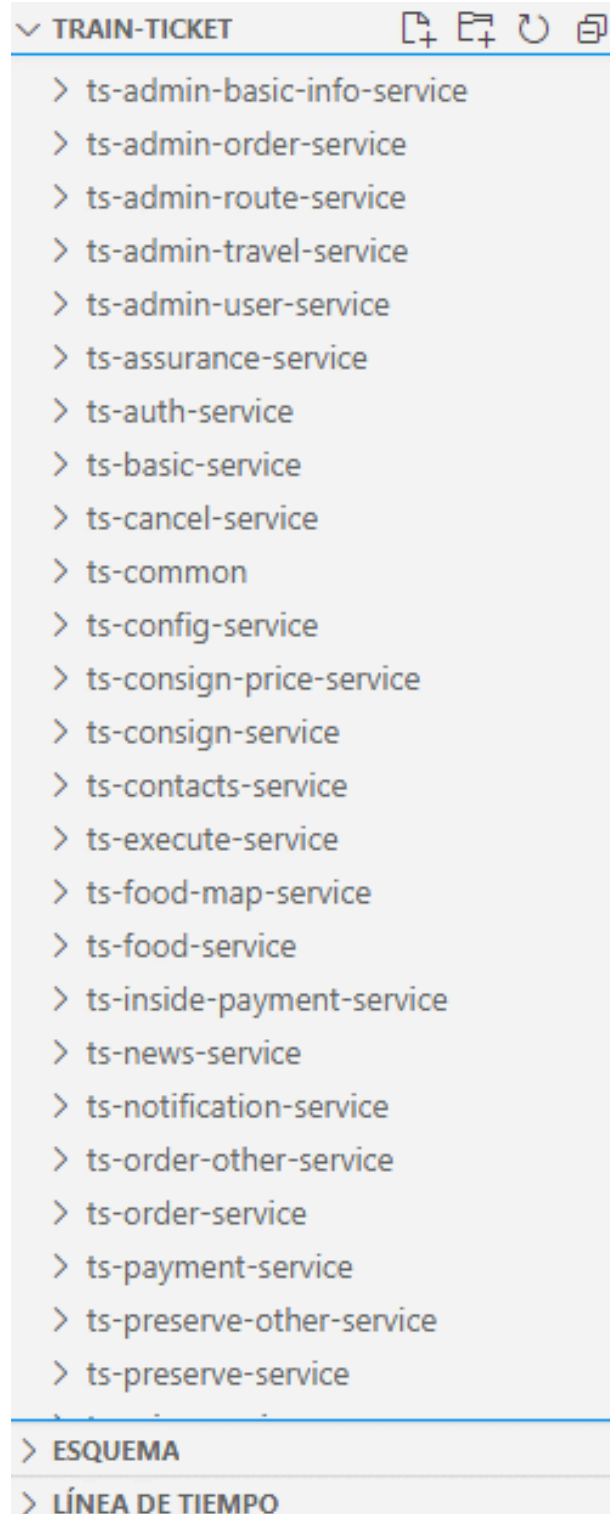 TRAIN-TICKET
ts-admin-basic-info-service
ts-admin-order-service
ts-admin-route-service
ts-admin-travel-service
ts-admin-user-service
ts-assurance-service
ts-auth-service
ts-basic-service
ts-cancel-service
ts-common
ts-config-service
ts-consign-price-service
ts-consign-service
ts-contacts-service
ts-execute-service
ts-food-map-service
ts-food-service
ts-inside-payment-service
ts-news-service
ts-notification-service
ts-order-other-service
ts-order-service
ts-payment-service
ts-preserve-other-service
ts-preserve-service
ESQUEMA
LÍNEA DE TIEMPO